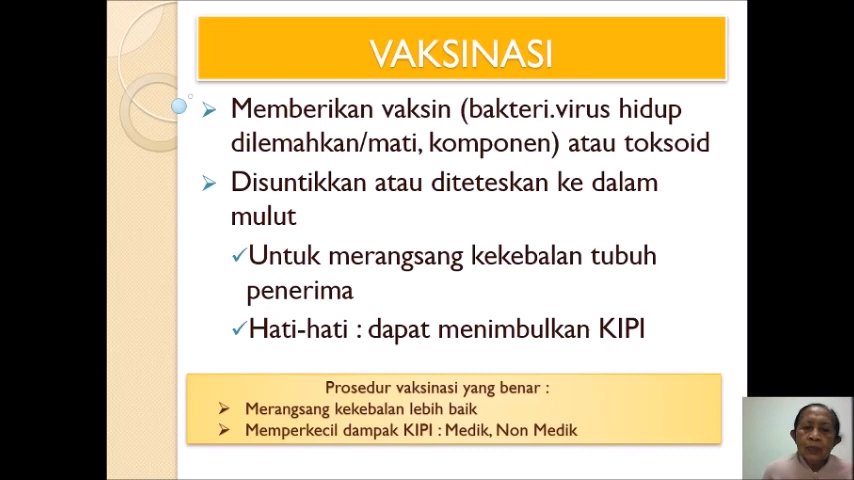 VAKSINASI
Memberikan vaksin (bakteri.virus hidup
dilemahkan/mati, komponen) atau toksoid
Disuntikkan atau diteteskan ke dalam
mulut
Untuk merangsang kekebalan tubuh
penerima
Hati-hati : dapat menimbulkan KIPI
Prosedur vaksinasi yang benar :
Merangsang kekebalan lebih baik
Memperkecil dampak KIPI : Medik, Non Medik